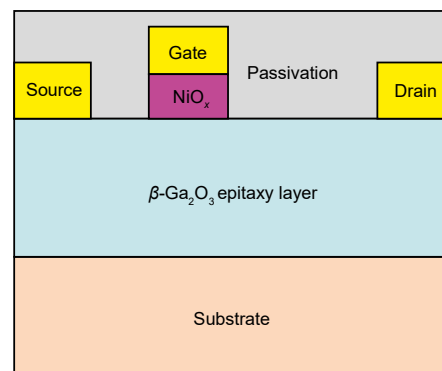 Gate
Source
NiOₓ
Passivation
Drain
β-Ga₂O₃ epitaxy layer
Substrate